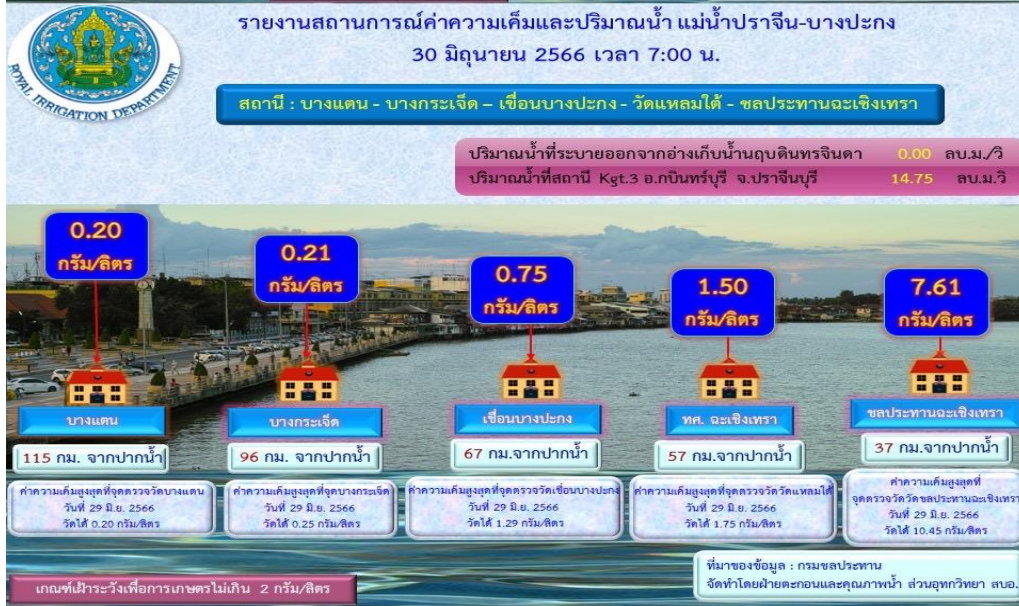 รายงานสถานการณ์ค่าความเค็มและปริมาณน้ำ แม่น้ำปราจีน-บางปะกง
30 มิถุนายน 2566 เวลา 7:00 น.
ROYAL IRRIGATION DEPARTMENT
สถานี : บางแตน - บางกระเจ็ด – เขื่อนบางปะกง - วัดแหลมใต้ - ชลประทานฉะเชิงเทรา
ปริมาณน้ำที่ระบายออกจากอ่างเก็บน้ำนฤบดินทรจินดา 0.00 ลบ.ม./วิ
ปริมาณน้ำที่สถานี Kgt.3 อ.กบินทร์บุรี จ.ปราจีนบุรี 14.75 ลบ.ม.วิ
0.20
กรัม/ลิตร
0.21
กรัม/ลิตร
0.75
กรัม/ลิตร
1.50
กรัม/ลิตร
7.61
กรัม/ลิตร
บางแตน
บางกระเจ็ด
เขื่อนบางปะกง
ทศ. ฉะเชิงเทรา
ชลประทานฉะเชิงเทรา
115 กม. จากปากน้ำ
96 กม. จากปากน้ำ
67 กม.จากปากน้ำ
57 กม. จากปากน้ำ
37 กม.จากปากน้ำ
ค่าความเค็มสูงสุดที่จุดตรวจวัดบางแตน
วันที่ 29 มิ.ย. 2566
วัดได้ 0.20 กรัม/ลิตร
ค่าความเค็มสูงสุดที่จุดบางกระเจ็ด
วันที่ 29 มิ.ย. 2566
วัดได้ 0.25 กรัม/ลิตร
ค่าความเค็มสูงสุดที่จุดตรวจวัดเขื่อนบางปะกง
วันที่ 29 มิ.ย. 2566
วัดได้ 1.29 กรัม/ลิตร
ค่าความเค็มสูงสุดที่จุดตรวจวัดวัดแหลมใต้
วันที่ 29 มิ.ย. 2566
วัดได้ 1.75 กรัม/ลิตร
ค่าความเค็มสูงสุดที่
จุดตรวจวัดวัดชลประทานฉะเชิงเทรา
วันที่ 29 มิ.ย. 2566
วัดได้ 10.45 กรัม/ลิตร
เกณฑ์เฝ้าระวังเพื่อการเกษตรไม่เกิน 2 กรัม/ลิตร
ที่มาของข้อมูล : กรมชลประทาน
จัดทำโดยฝ่ายตะกอนและคุณภาพน้ำ ส่วนอุทกวิทยา สบอ.